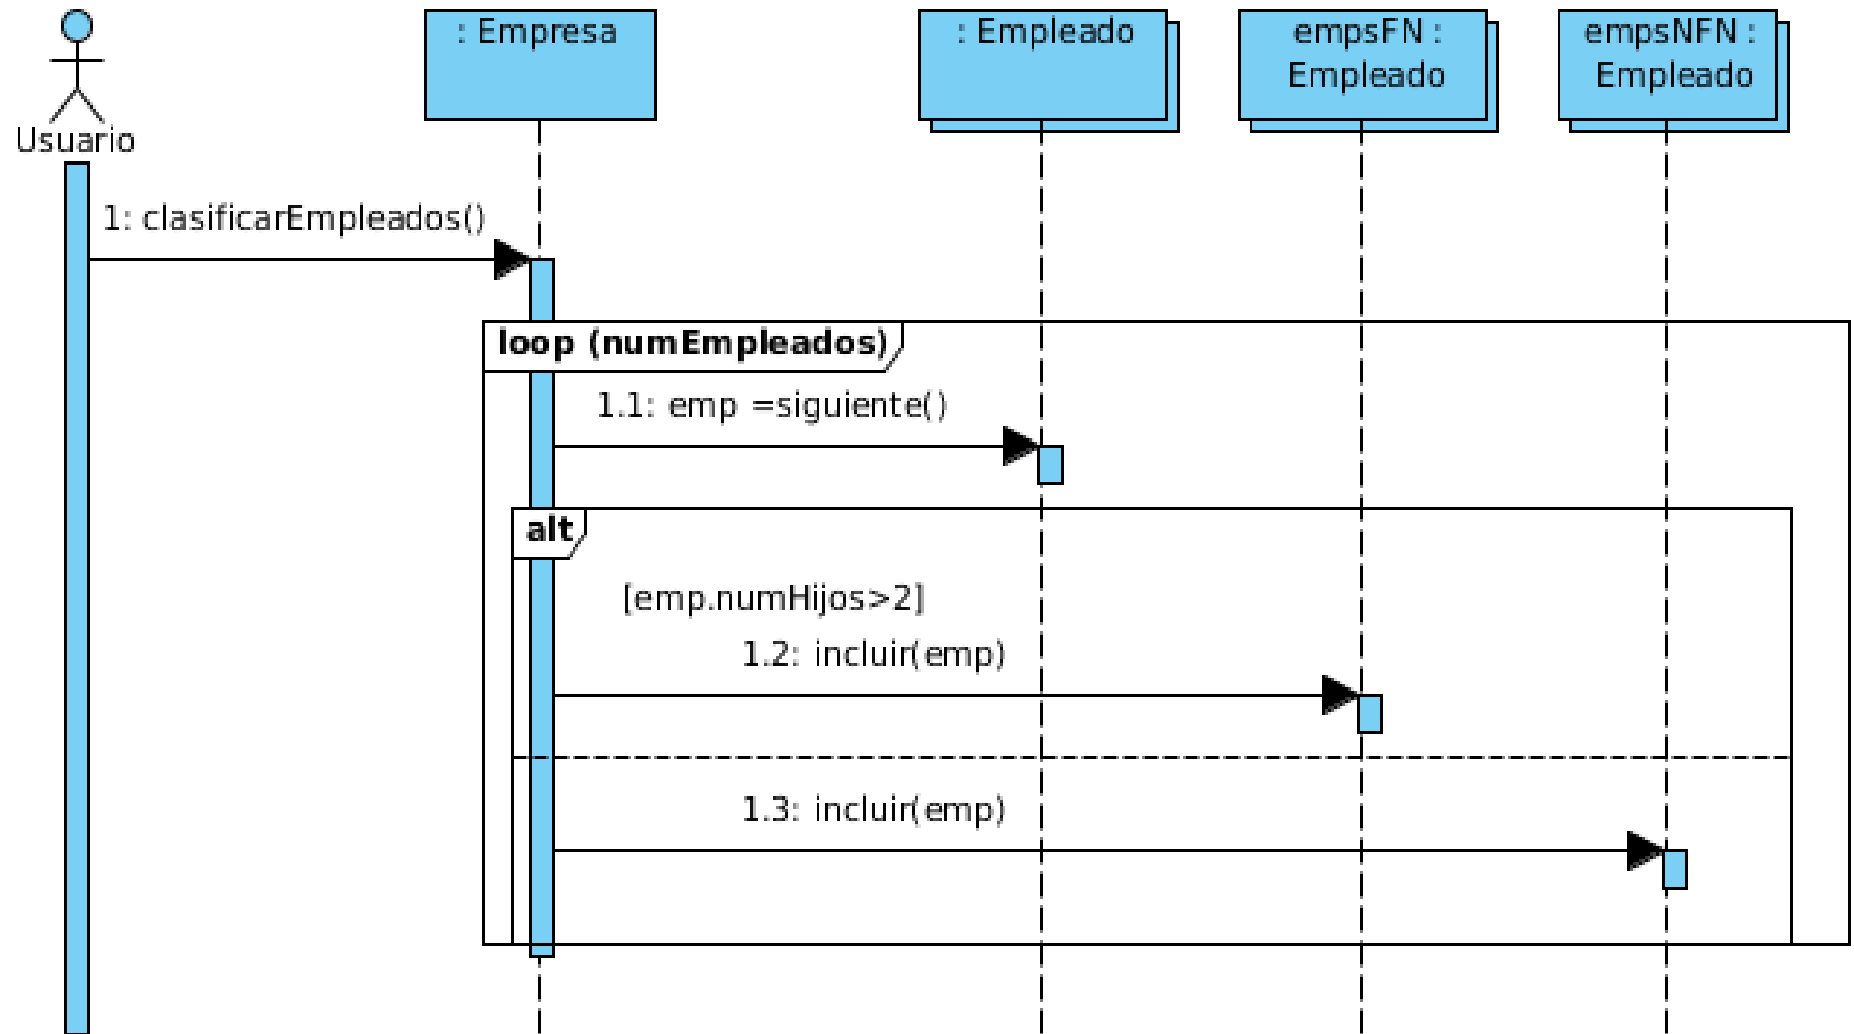 : Empresa
: Empleado
empsFN :
Empleado
empsNFN :
Empleado
Usuario
1: clasificarEmpleados()
loop (numEmpleados)
1.1: emp =siguiente()
alt
[emp.numHijos>2]
1.2: incluir(emp)
1.3: incluir(emp)